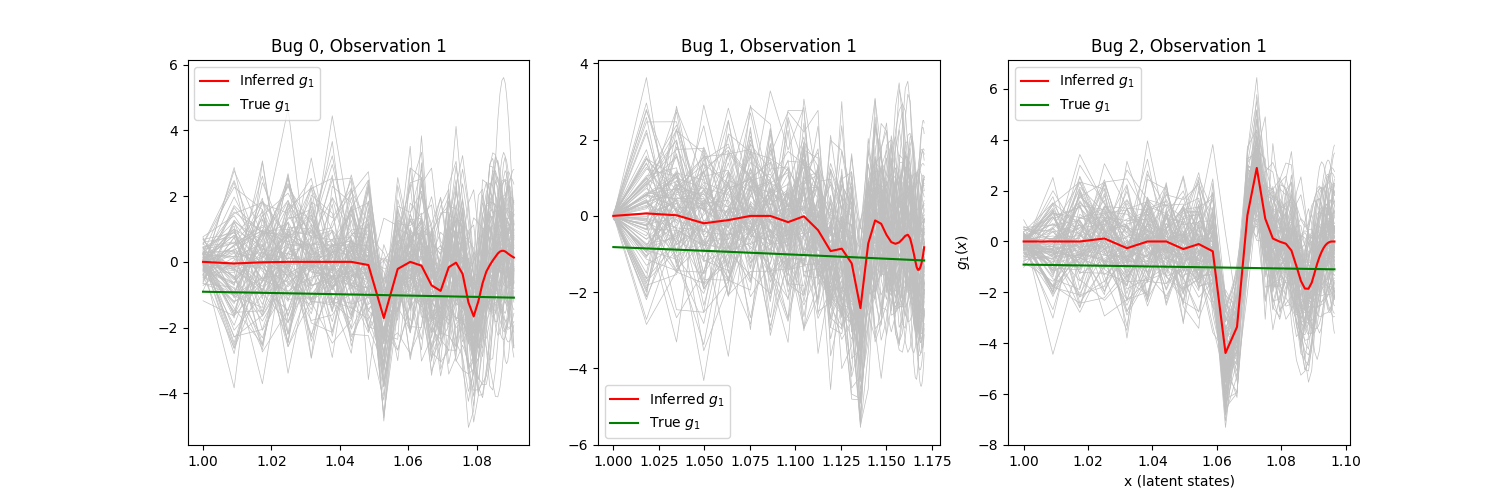 Bug 0, Observation 1
Inferred g₁
True g₁
6
4
2
0
−2
−4
1.00 1.02 1.04 1.06 1.08
Bug 1, Observation 1
4
2
0
−2
−4
−6
Inferred g₁
True g₁
1.000 1.025 1.050 1.075 1.100 1.125 1.150 1.175
Bug 2, Observation 1
Inferred g₁
True g₁
g₁(x)
6
4
2
0
−2
−4
−6
−8
1.00 1.02 1.04 1.06 1.08 1.10
x (latent states)